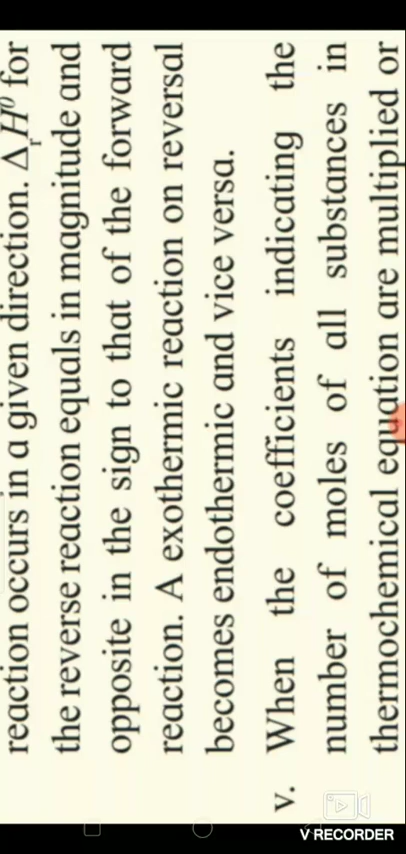 reaction occurs in a given direction. ΔᵣH⁰ for
the reverse reaction equals in magnitude and
opposite in the sign to that of the forward
reaction. A exothermic reaction on reversal
becomes endothermic and vice versa.
v. When the coefficients indicating the
number of moles of all substances in
thermochemical equation are multiplied or
V RECORDER